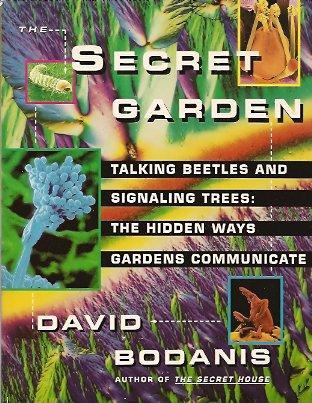 THE
SECRET
GARDEN
TALKING BEETLES AND
SIGNALING TREES:
THE HIDDEN WAYS
GARDENS COMMUNICATE
DAVID
BODANIS
AUTHOR OF THE SECRET HOUSE